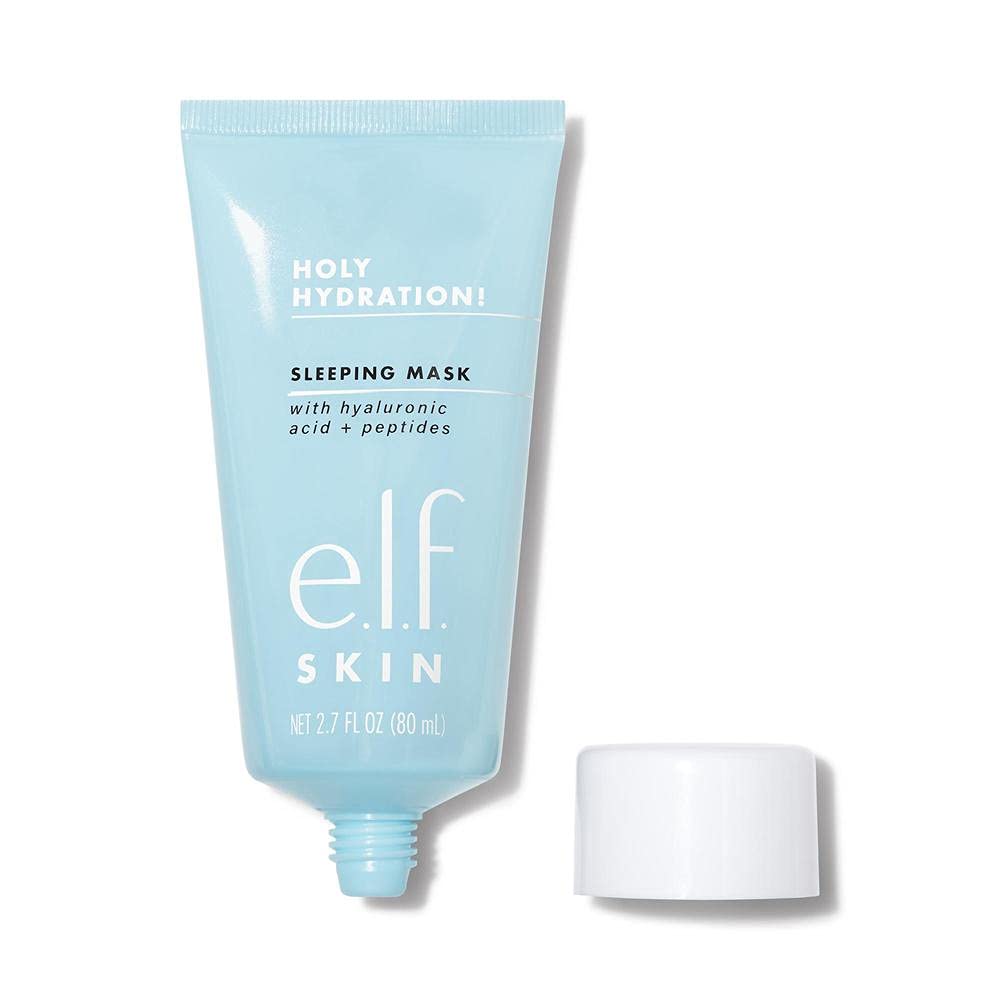 HOLY
HYDRATION!
SLEEPING MASK
with hyaluronic
acid + peptides
e.l.f.
SKIN
NET 2.7 FL OZ (80 mL)